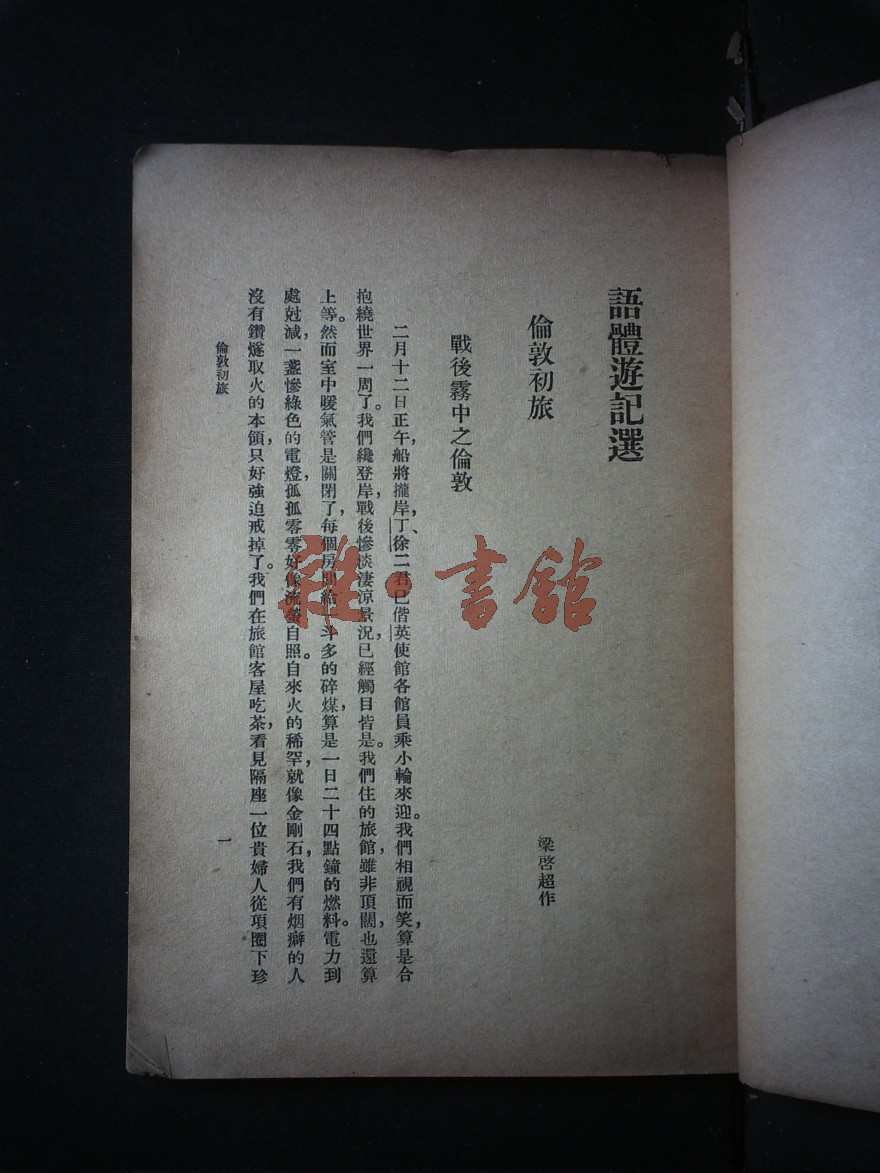 語體遊記選
倫敦初旅
梁啓超作
戰後霧中之倫敦
二月十二日正午，船將攏岸，丁、徐二君已偕英使館各館員乘小輪來迎。我們相視而笑，算是合
抱繞世界一周了。我們纔登岸，戰後慘淡淒涼景況，已經觸目皆是。我們住的旅館，雖非頂闊，也還算
上等。然而室中暖氣管是關閉了，每個房間給一斗多的碎煤，算是一日二十四點鐘的燃料。電力到
處尅減，一盞慘綠色的電燈，孤孤零零好像流螢自照。自來火的稀罕，就像金剛石，我們有烟癖的人
沒有鑽燧取火的本領，只好強迫戒掉了。我們在旅館客屋吃茶，看見隔座一位貴婦人從項圈下珍
倫敦初旅
一
雜·書館